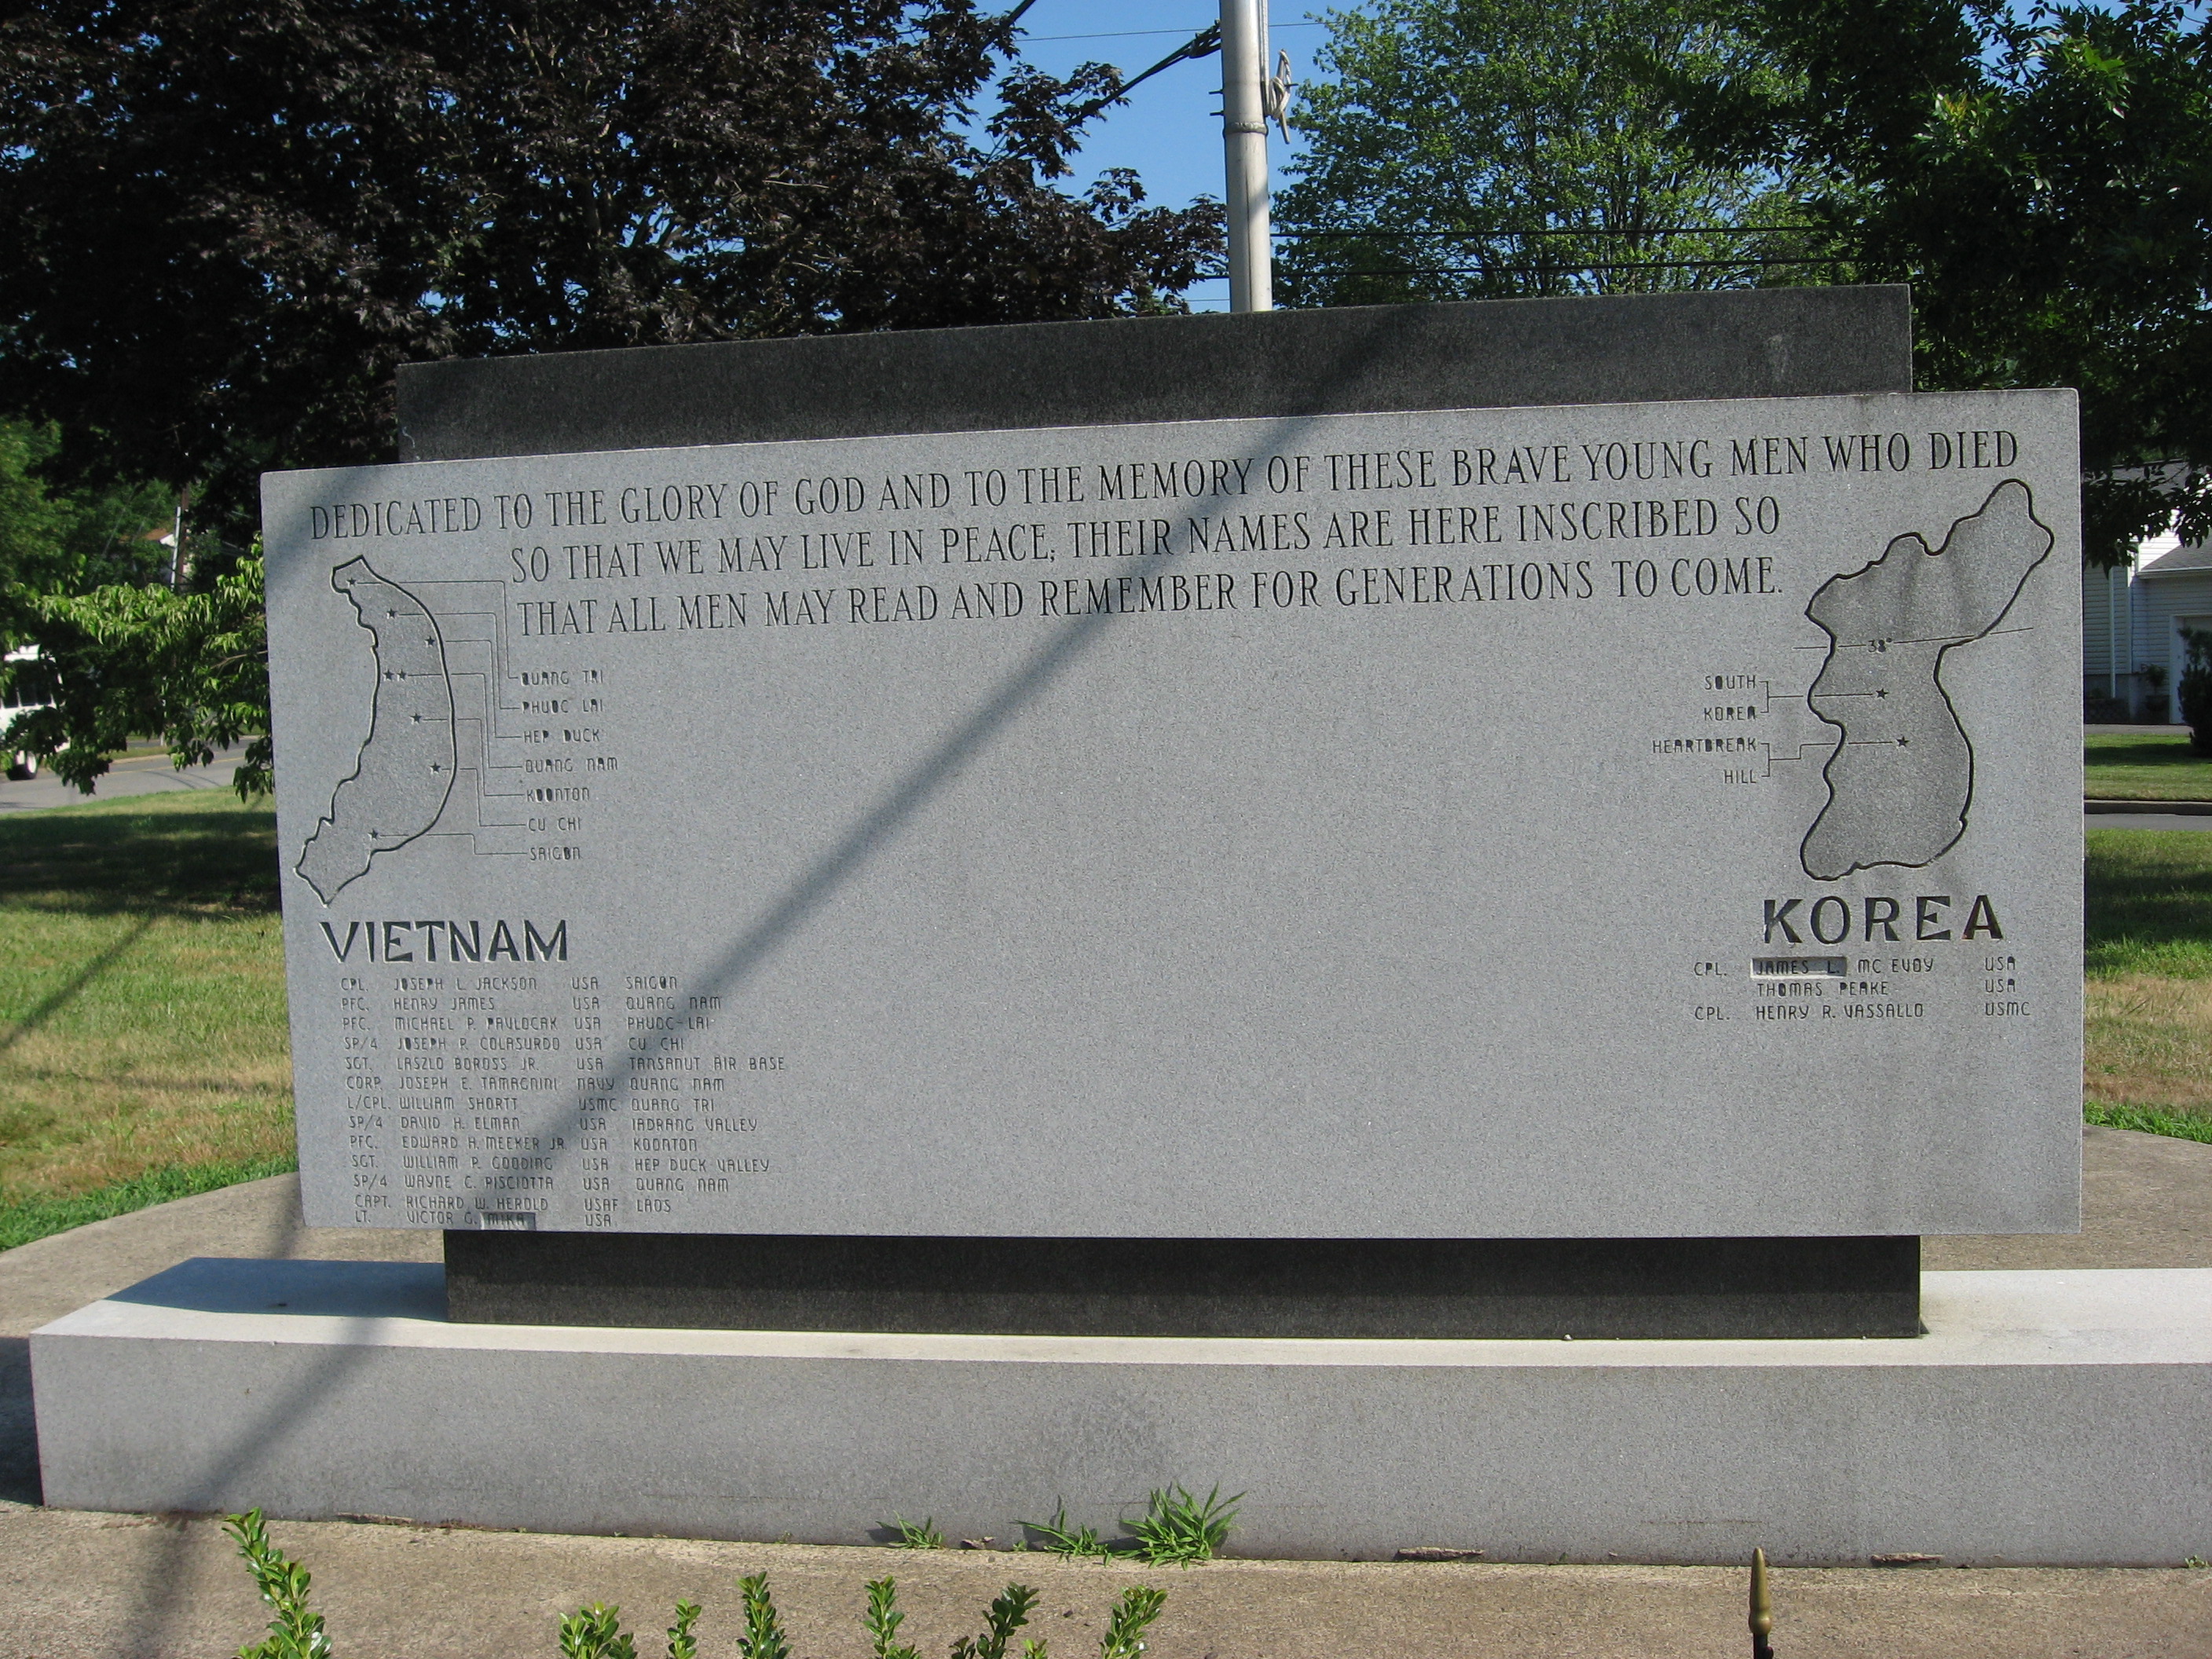 DEDICATED TO THE GLORY OF GOD AND TO THE MEMORY OF THESE BRAVE YOUNG MEN WHO DIED
SO THAT WE MAY LIVE IN PEACE; THEIR NAMES ARE HERE INSCRIBED SO
THAT ALL MEN MAY READ AND REMEMBER FOR GENERATIONS TO COME.
QUANG TRI
PHUOC LAI
HEP DUCK
QUANG NAM
KOONTON
CU CHI
SAIGON
VIETNAM
CPL. JOSEPH L. JACKSON USA SAIGON
PFC. HENRY JAMES USA QUANG NAM
PFC. MICHAEL P. PAVLOCAK USA PHUOC-LAI
SP/4 JOSEPH P. COLASURDO USA CU CHI
SGT. LASZLO BOROSS JR. USA TANSANUT AIR BASE
CORP. JOSEPH E. TAMAGNINI NAVY QUANG NAM
L/CPL. WILLIAM SHORTT USMC QUANG TRI
SP/4 DAVID H. ELMAN USA IADRANG VALLEY
PFC. EDWARD H. MEEKER JR. USA KOONTON
SGT. WILLIAM P. GOODING USA HEP DUCK VALLEY
SP/4 WAYNE C. PISCIOTTA USA QUANG NAM
CAPT. RICHARD W. HEROLD USAF LAOS
LT. VICTOR G. MIKA USA.
38°
SOUTH
KOREA
HEARTBREAK
HILL
KOREA
CPL. JAMES L. MC EVOY USA
THOMAS PEAKE USA
CPL. HENRY R. VASSALLO USMC